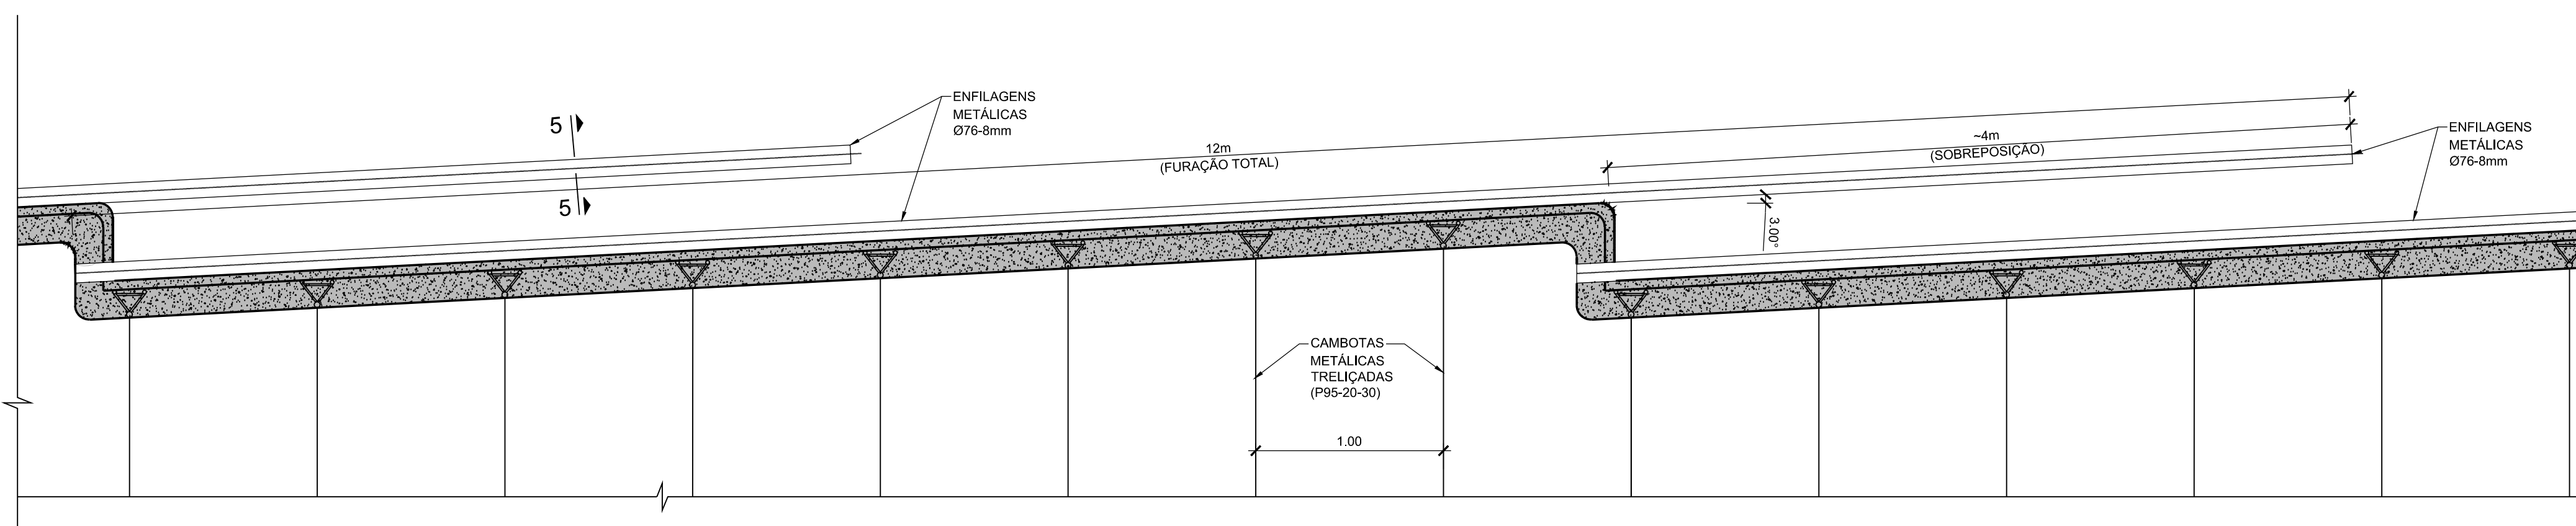 ENFILAGENS
METÁLICAS
Ø76-8mm
5
5
12m
(FURAÇÃO TOTAL)
~4m
(SOBREPOSIÇÃO)
ENFILAGENS
METÁLICAS
Ø76-8mm
3.00°
CAMBOTAS
METÁLICAS
TRELIÇADAS
(P95-20-30)
1.00